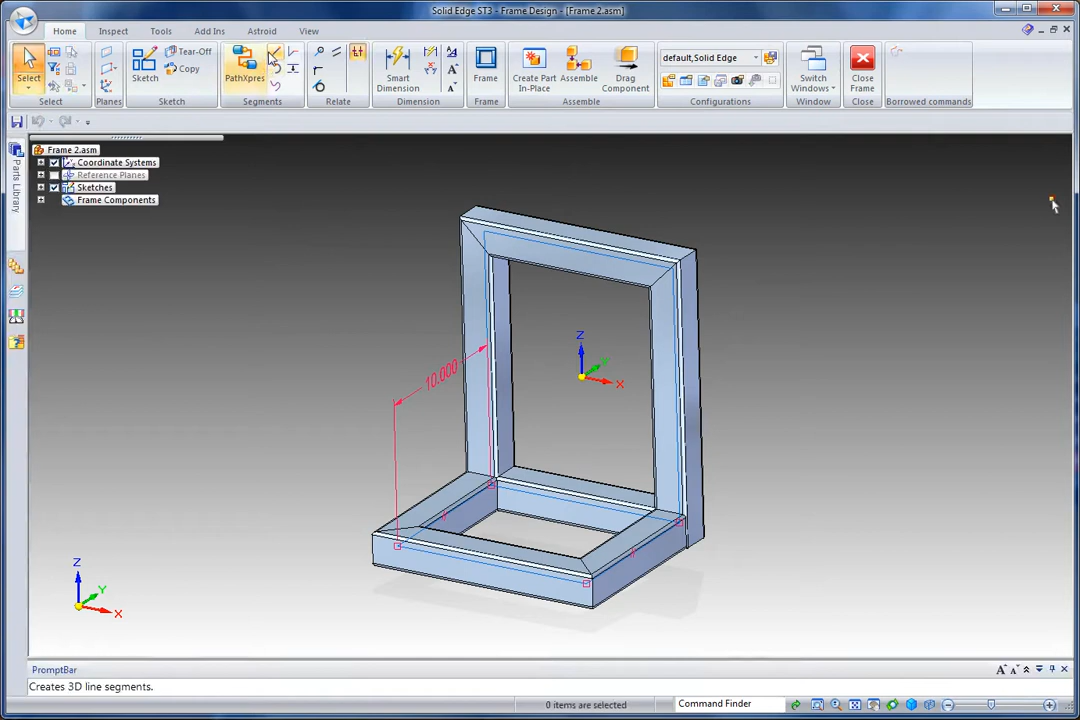 Solid Edge ST3 - Frame Design - [Frame 2.asm]
Home Inspect Tools Add Ins Astroid View
Select
Select
Planes
Sketch
Tear-Off
Copy
Sketch
PathXpres
Segments
Relate
Smart Dimension
Dimension
Frame
Frame
Create Part In-Place
Assemble
Drag Component
Assemble
default,Solid Edge
Configurations
Switch Windows
Window
Close Frame
Close
Borrowed commands
Parts Library
Frame 2.asm
Coordinate Systems
Reference Planes
Sketches
Frame Components
10.000
Z
Y
X
Z
Y
X
PromptBar
Creates 3D line segments.
0 items are selected
Command Finder